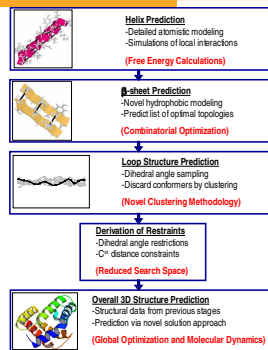 Helix Prediction
-Detailed atomistic modeling
-Simulations of local interactions
(Free Energy Calculations)
β-sheet Prediction
-Novel hydrophobic modeling
-Predict list of optimal topologies
(Combinatorial Optimization)
Loop Structure Prediction
-Dihedral angle sampling
-Discard conformers by clustering
(Novel Clustering Methodology)
Derivation of Restraints
-Dihedral angle restrictions
-Cα distance constraints
(Reduced Search Space)
Overall 3D Structure Prediction
-Structural data from previous stages
-Prediction via novel solution approach
(Global Optimization and Molecular Dynamics)